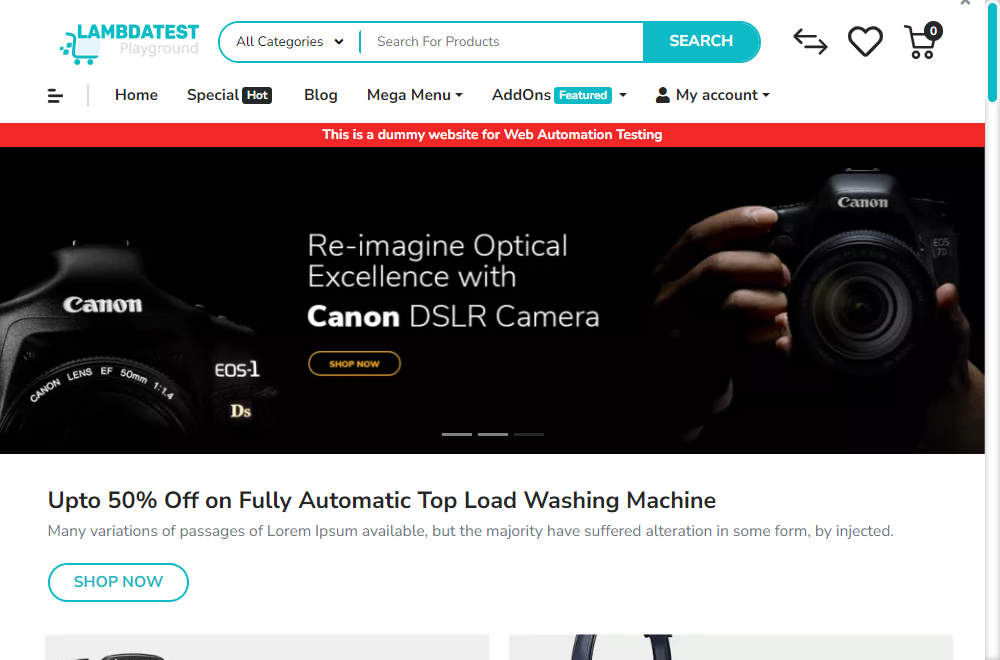 LAMBDATEST
Playground
All Categories
Search For Products
SEARCH
0
Home
Special Hot
Blog
Mega Menu
AddOns Featured
My account
This is a dummy website for Web Automation Testing
Canon
EOS
7D
Re-imagine Optical
Excellence with
Canon DSLR Camera
SHOP NOW
Canon
EOS-1
Ds
CANON LENS EF 50mm 1:1.4
Upto 50% Off on Fully Automatic Top Load Washing Machine
Many variations of passages of Lorem Ipsum available, but the majority have suffered alteration in some form, by injected.
SHOP NOW